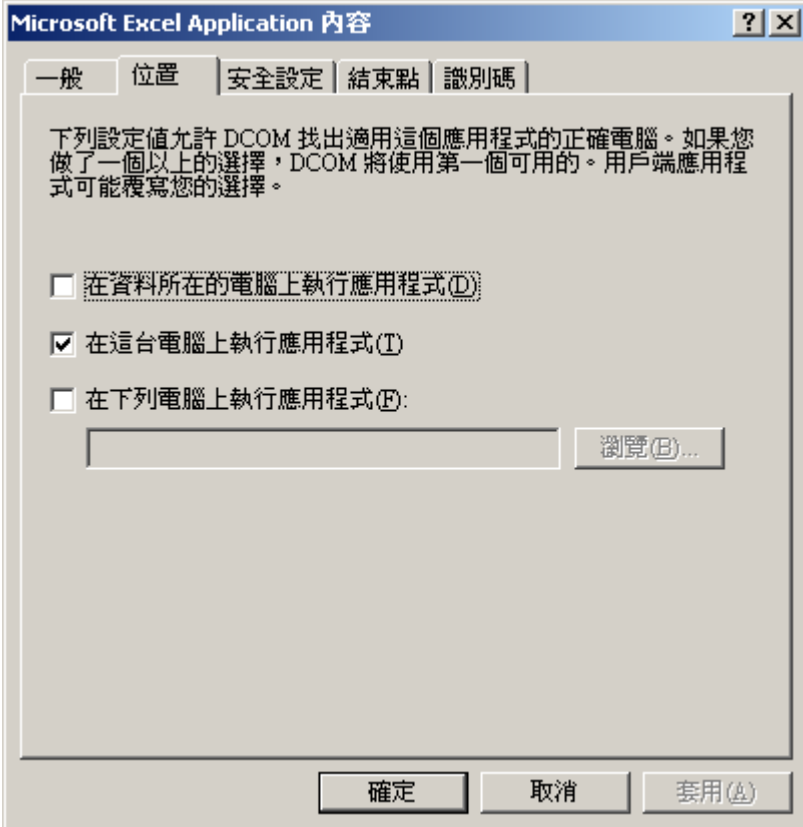 Microsoft Excel Application 內容
一般 位置 安全設定 結束點 識別碼
下列設定值允許 DCOM 找出適用這個應用程式的正確電腦。如果您
做了一個以上的選擇，DCOM 將使用第一個可用的。用戶端應用程
式可能覆寫您的選擇。
在資料所在的電腦上執行應用程式(D)
在這台電腦上執行應用程式(T)
在下列電腦上執行應用程式(F):
瀏覽(B)...
確定 取消 套用(A)